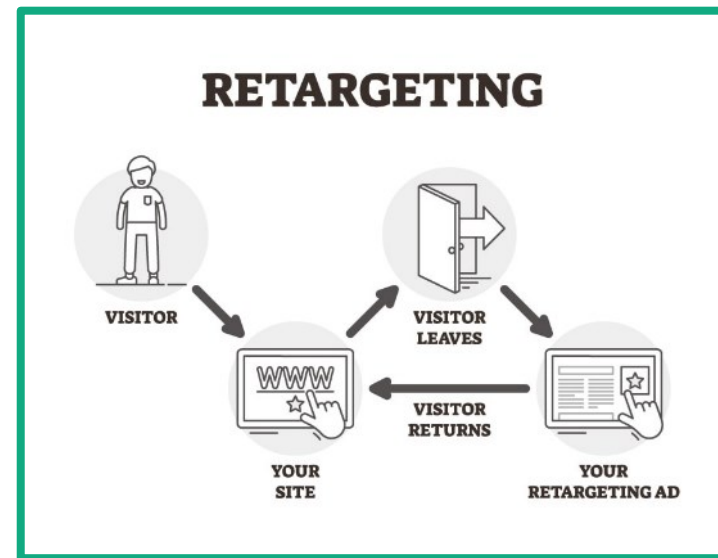 RETARGETING
VISITOR
VISITOR
LEAVES
WWW
VISITOR
RETURNS
YOUR
SITE
YOUR
RETARGETING AD